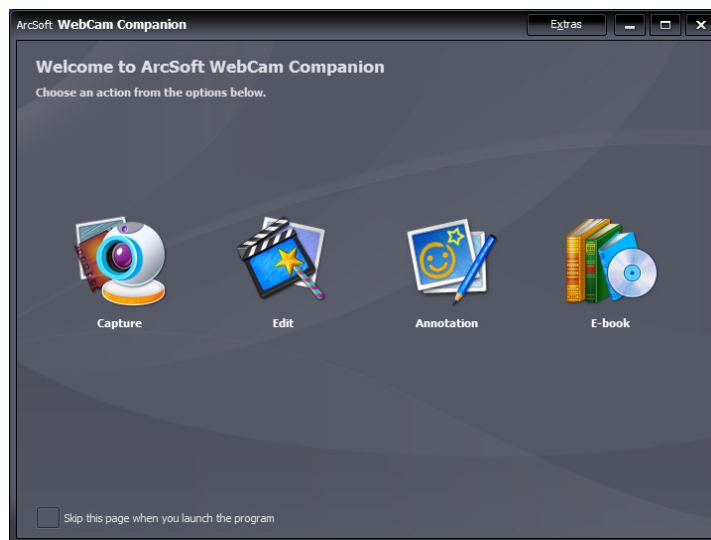 ArcSoft WebCam Companion
Extras
Welcome to ArcSoft WebCam Companion
Choose an action from the options below.
Capture
Edit
Annotation
E-book
Skip this page when you launch the program